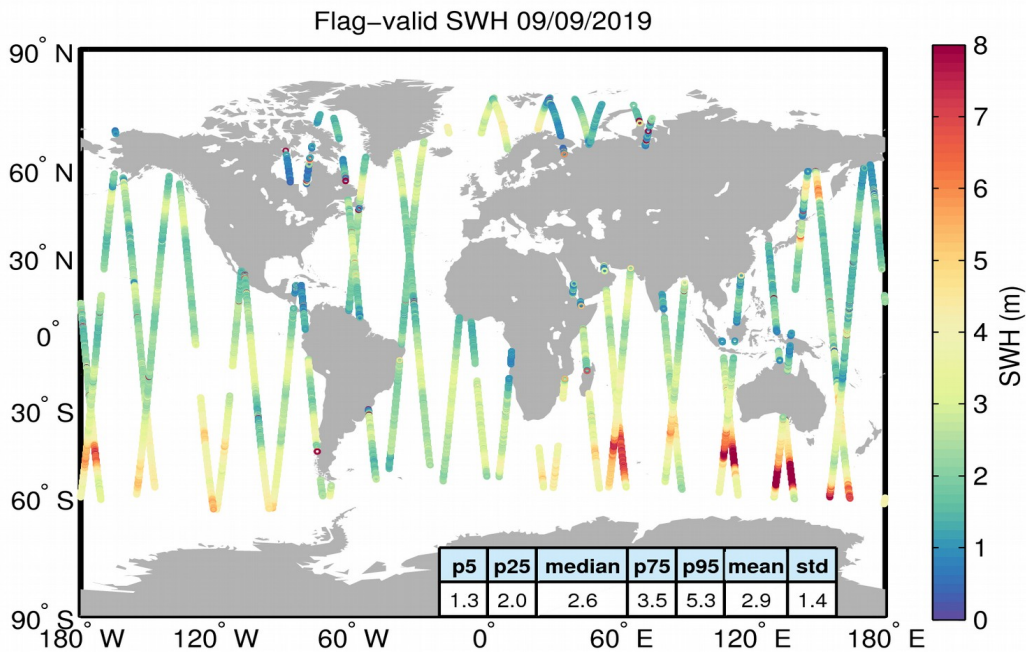 Flag–valid SWH 09/09/2019
90° N
60° N
30° N
0°
30° S
60° S
90° S
180° W
120° W
60° W
0°
60° E
120° E
180° E
8
7
6
5
4
3
2
1
0
SWH (m)
p5 p25 median p75 p95 mean std
1.3 2.0 2.6 3.5 5.3 2.9 1.4